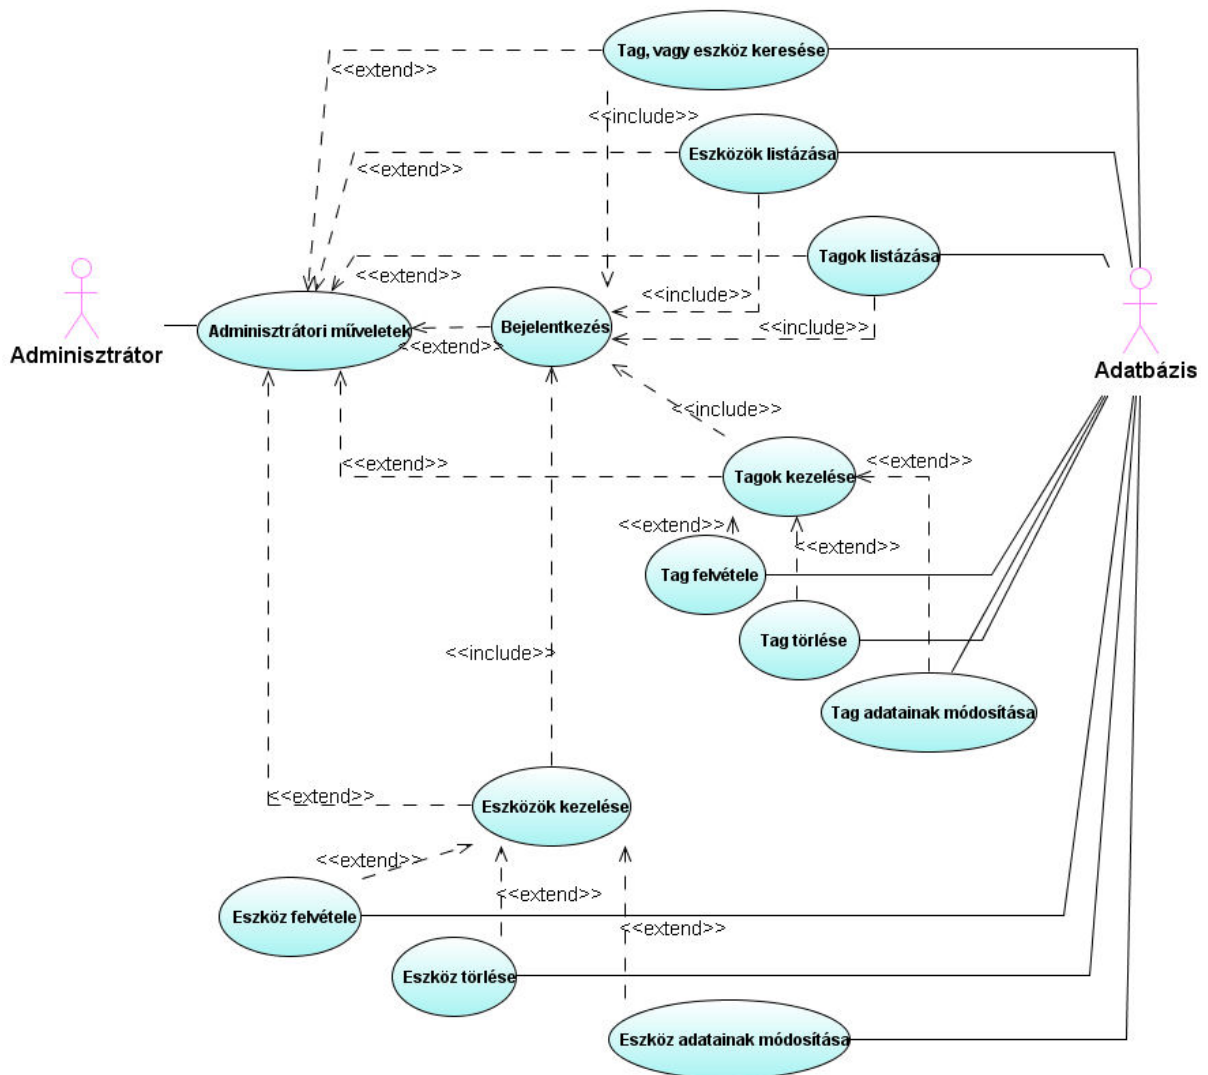 Tag, vagy eszköz keresése
<<extend>>
<<include>>
Eszközök listázása
<<extend>>
Tagok listázása
<<extend>>
<<include>>
Adminisztrátori műveletek
Bejelentkezés
<<include>>
<<extend>>
Adminisztrátor
Adatbázis
<<include>>
<<extend>>
Tagok kezelése
<<extend>>
<<extend>>
<<extend>>
Tag felvétele
Tag törlése
<<include>>
Tag adatainak módosítása
<<extend>>
Eszközök kezelése
<<extend>>
<<extend>>
Eszköz felvétele
<<extend>>
Eszköz törlése
Eszköz adatainak módosítása